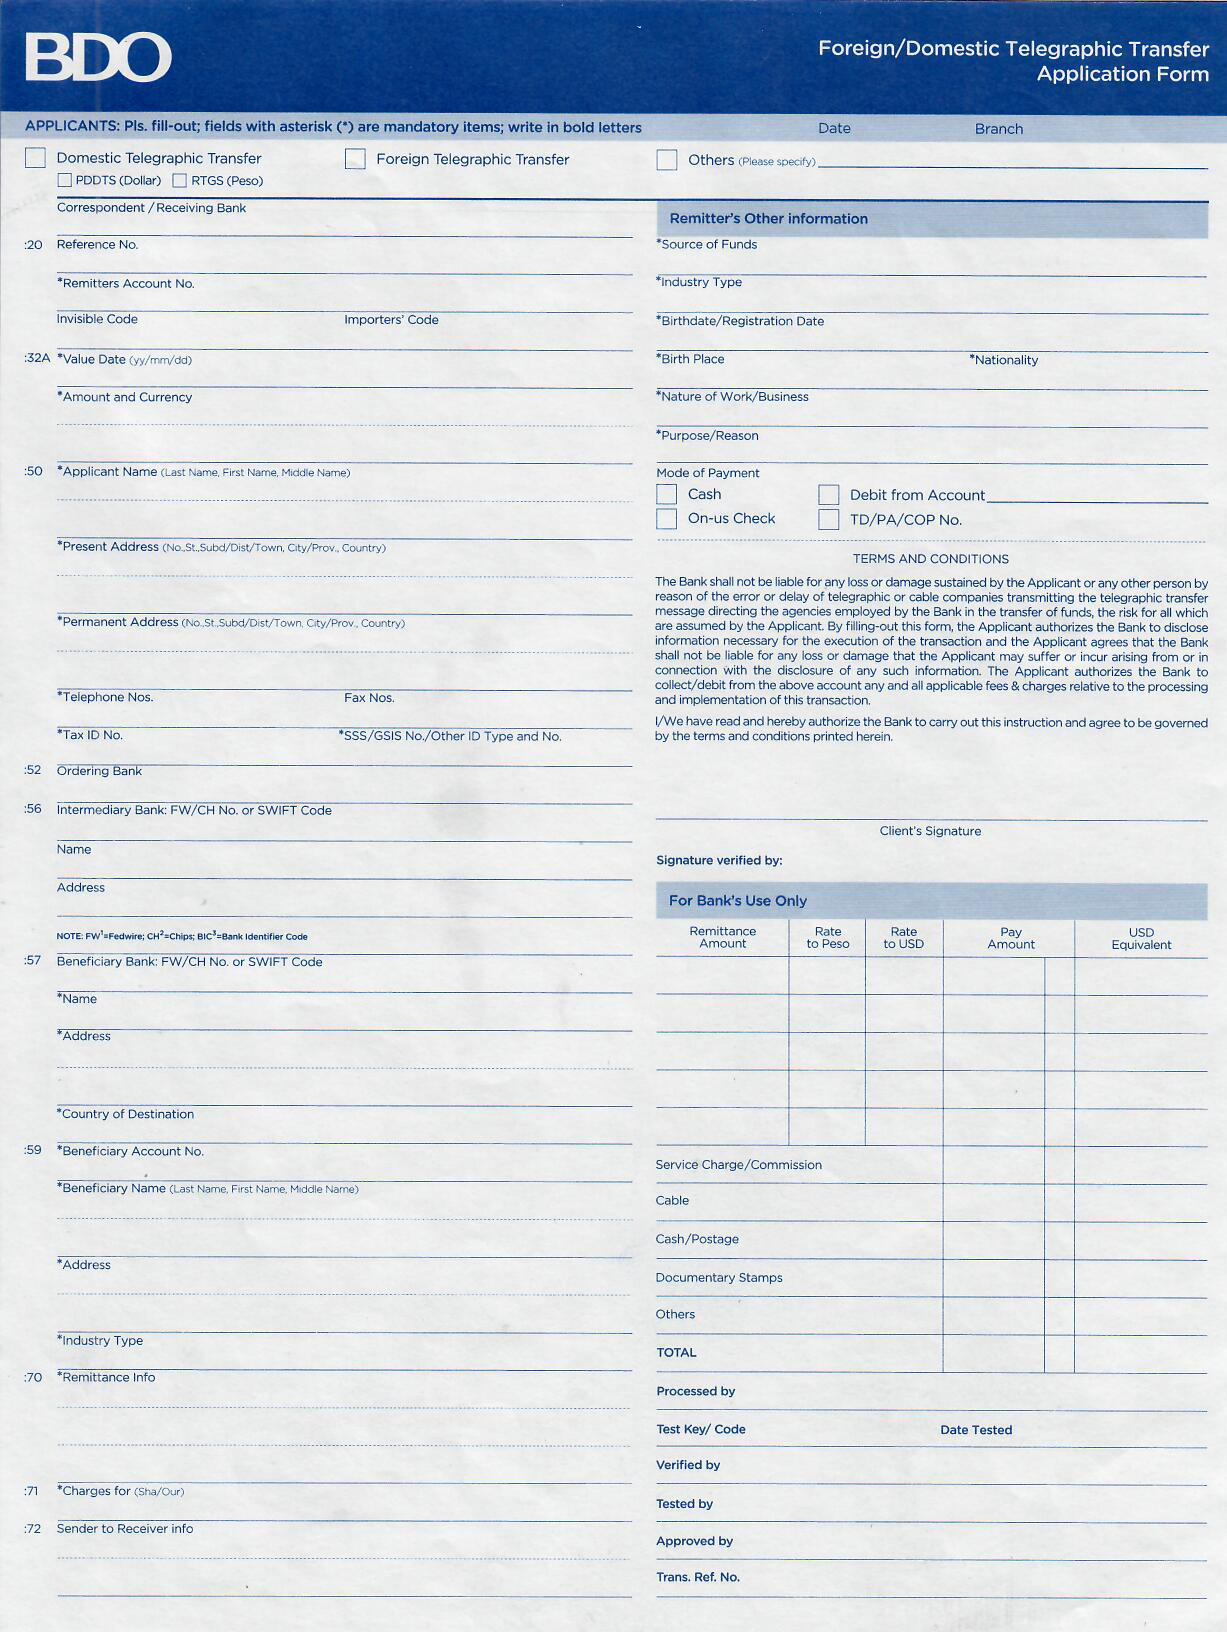 BDO
Foreign/Domestic Telegraphic Transfer
Application Form
APPLICANTS: Pls. fill-out; fields with asterisk (*) are mandatory items; write in bold letters
Date Branch
Domestic Telegraphic Transfer
Foreign Telegraphic Transfer
Others (Please specify)
PDDTS (Dollar) RTGS (Peso)
Correspondent / Receiving Bank
:20 Reference No.
*Remitters Account No.
Invisible Code Importers' Code
:32A *Value Date (yy/mm/dd)
*Amount and Currency
:50 *Applicant Name (Last Name, First Name, Middle Name)
*Present Address (No.,St.,Subd/Dist/Town, City/Prov., Country)
*Permanent Address (No.,St.,Subd/Dist/Town, City/Prov., Country)
*Telephone Nos. Fax Nos.
*Tax ID No. *SSS/GSIS No./Other ID Type and No.
:52 Ordering Bank
:56 Intermediary Bank: FW/CH No. or SWIFT Code
Name
Address
NOTE: FW1=Fedwire; CH2=Chips; BIC3=Bank Identifier Code
:57 Beneficiary Bank: FW/CH No. or SWIFT Code
*Name
*Address
*Country of Destination
:59 *Beneficiary Account No.
*Beneficiary Name (Last Name, First Name, Middle Name)
*Address
*Industry Type
:70 *Remittance Info
:71 *Charges for (Sha/Our)
:72 Sender to Receiver info
Remitter's Other information
*Source of Funds
*Industry Type
*Birthdate/Registration Date
*Birth Place *Nationality
*Nature of Work/Business
*Purpose/Reason
Mode of Payment
Cash Debit from Account
On-us Check TD/PA/COP No.
TERMS AND CONDITIONS
The Bank shall not be liable for any loss or damage sustained by the Applicant or any other person by
reason of the error or delay of telegraphic or cable companies transmitting the telegraphic transfer
message directing the agencies employed by the Bank in the transfer of funds, the risk for all which
are assumed by the Applicant. By filling-out this form, the Applicant authorizes the Bank to disclose
information necessary for the execution of the transaction and the Applicant agrees that the Bank
shall not be liable for any loss or damage that the Applicant may suffer or incur arising from or in
connection with the disclosure of any such information. The Applicant authorizes the Bank to
collect/debit from the above account any and all applicable fees & charges relative to the processing
and implementation of this transaction.
I/We have read and hereby authorize the Bank to carry out this instruction and agree to be governed
by the terms and conditions printed herein.
Client's Signature
Signature verified by:
For Bank's Use Only
Remittance Rate Rate Pay USD
Amount to Peso to USD Amount Equivalent
Service Charge/Commission
Cable
Cash/Postage
Documentary Stamps
Others
TOTAL
Processed by
Test Key/ Code Date Tested
Verified by
Tested by
Approved by
Trans. Ref. No.